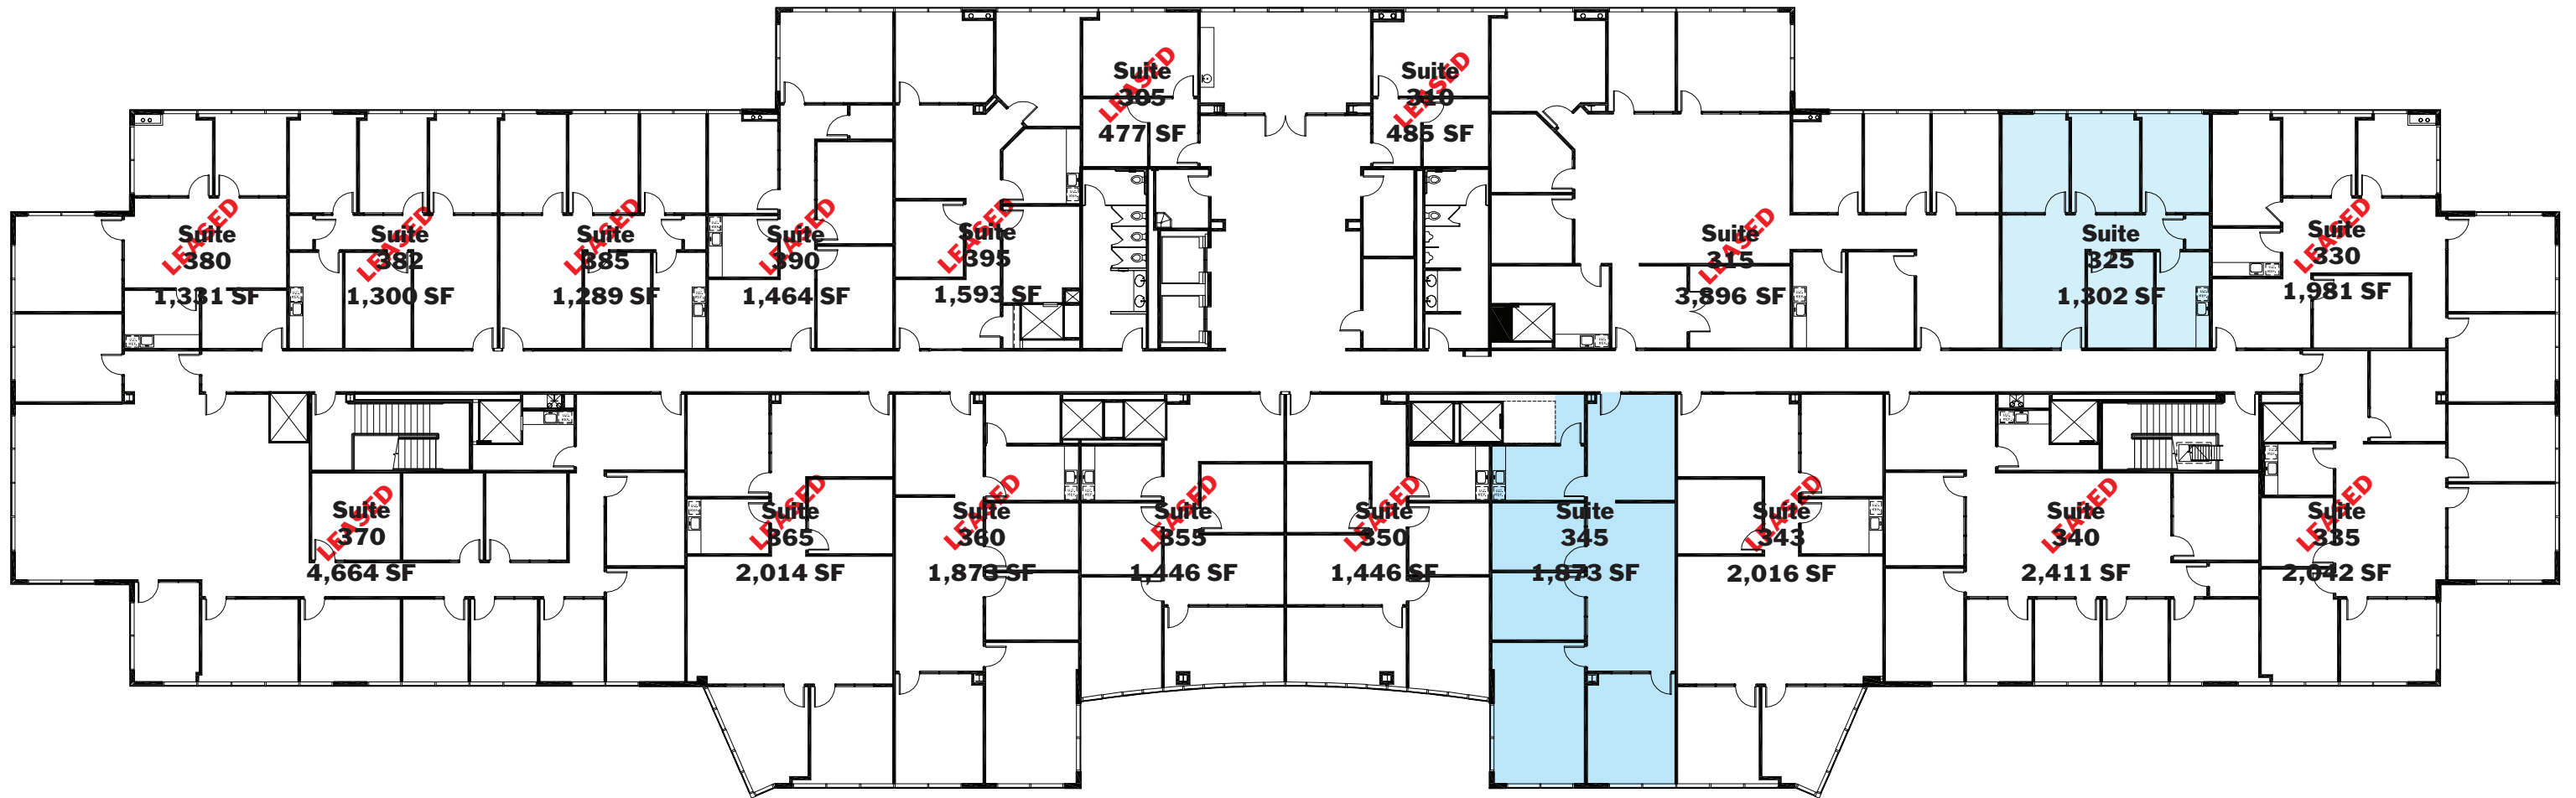 LEASED
Suite
305
477 SF
LEASED
Suite
310
485 SF
LEASED
Suite
380
1,331 SF
LEASED
Suite
382
1,300 SF
LEASED
Suite
385
1,289 SF
LEASED
Suite
390
1,464 SF
LEASED
Suite
395
1,593 SF
LEASED
Suite
315
3,896 SF
Suite
325
1,302 SF
LEASED
Suite
330
1,981 SF
LEASED
Suite
370
4,664 SF
LEASED
Suite
365
2,014 SF
LEASED
Suite
360
1,873 SF
LEASED
Suite
355
1,446 SF
LEASED
Suite
350
1,446 SF
Suite
345
1,873 SF
LEASED
Suite
343
2,016 SF
LEASED
Suite
340
2,411 SF
LEASED
Suite
335
2,042 SF